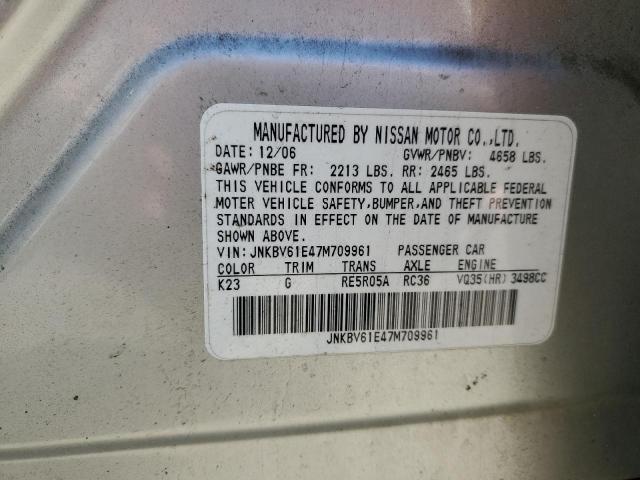 MANUFACTURED BY NISSAN MOTOR CO.,LTD.
DATE: 12/06 GVWR/PNBV: 4658 LBS.
GAWR/PNBE FR: 2213 LBS. RR: 2465 LBS.
THIS VEHICLE CONFORMS TO ALL APPLICABLE FEDERAL
MOTOR VEHICLE SAFETY,BUMPER,AND THEFT PREVENTION
STANDARDS IN EFFECT ON THE DATE OF MANUFACTURE
SHOWN ABOVE.
VIN:JNKBV61E47M709961 PASSENGER CAR
COLOR TRIM TRANS AXLE ENGINE
K23 G RE5R05A RC36 VQ35(HR) 3498CC
JNKBV61E47M709961